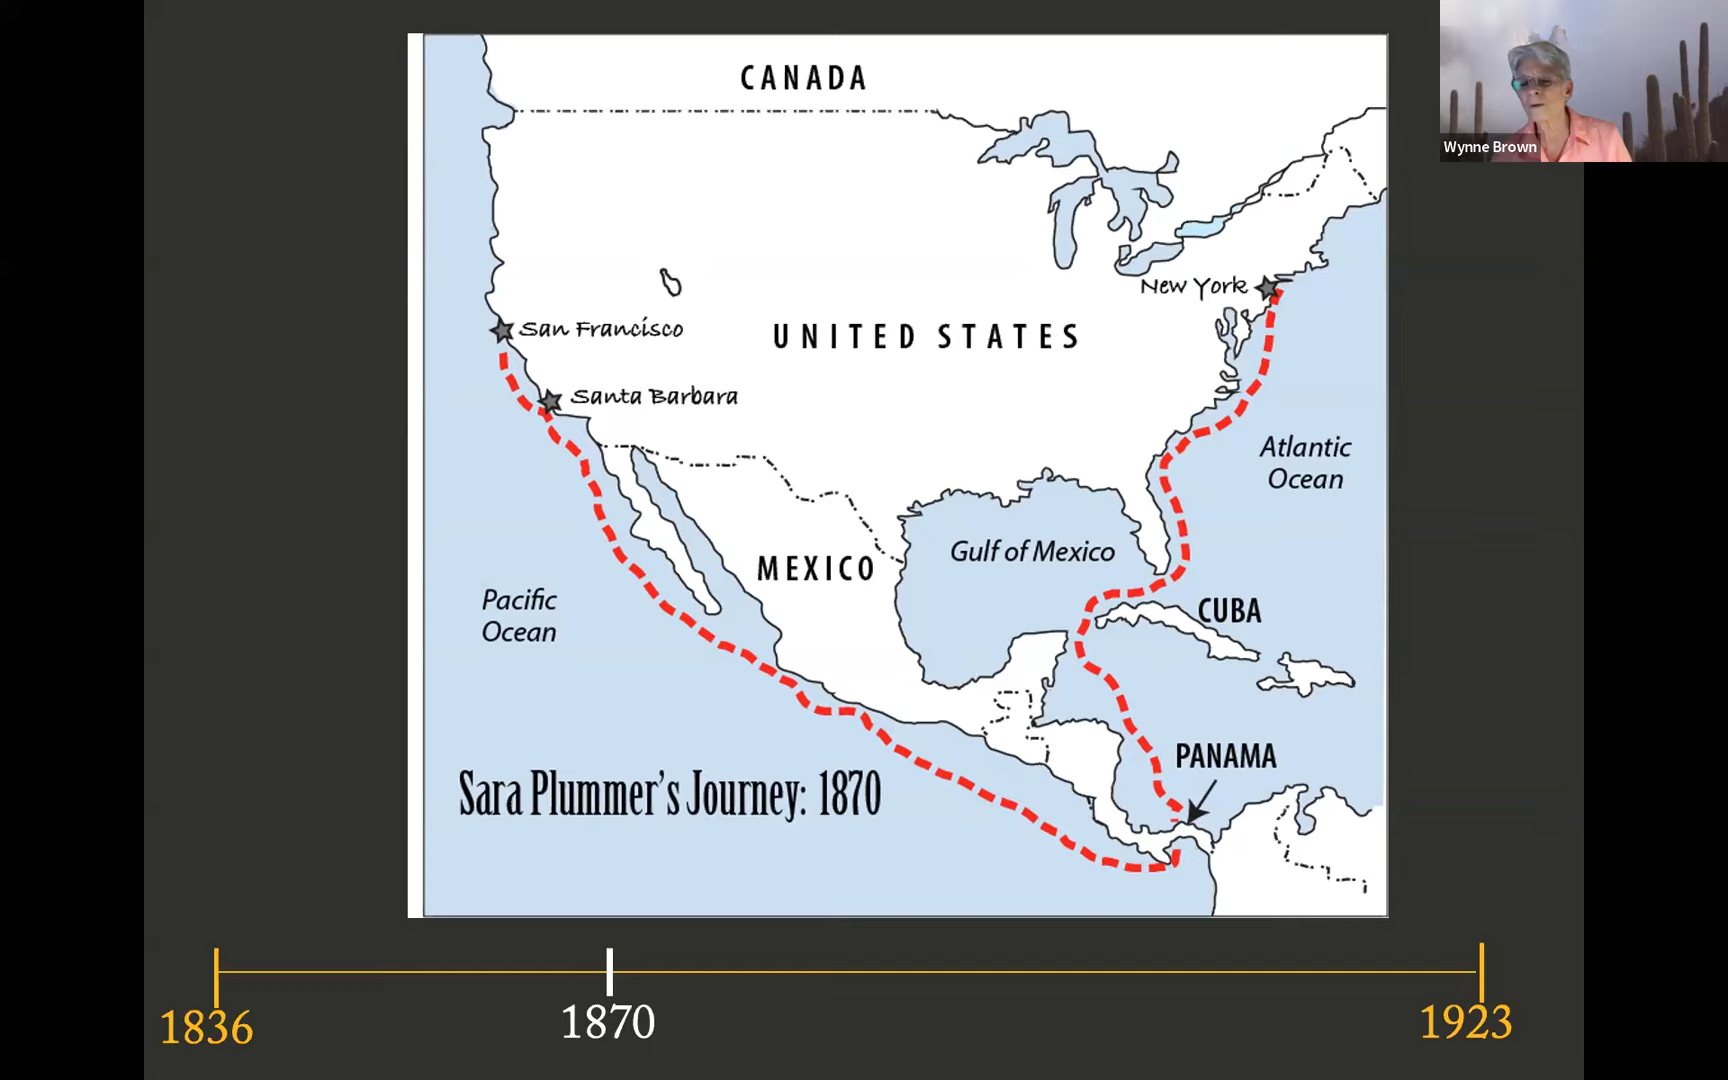 CANADA
Wynne Brown
New York
San Francisco
UNITED STATES
Santa Barbara
Atlantic
Ocean
Gulf of Mexico
MEXICO
Pacific
Ocean
CUBA
PANAMA
Sara Plummer's Journey: 1870
1836
1870
1923